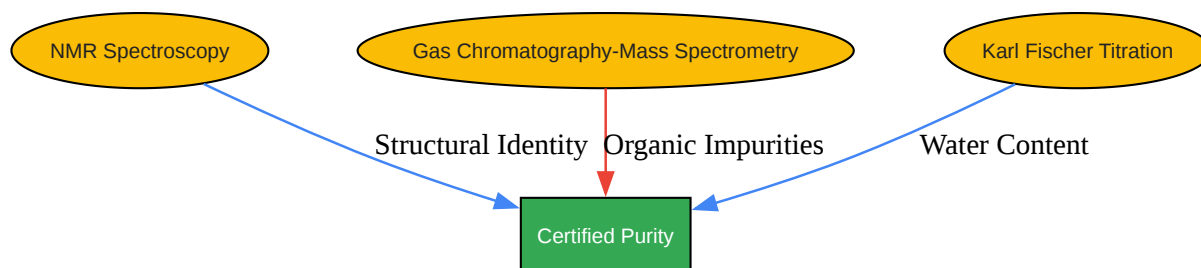 NMR Spectroscopy
Gas Chromatography-Mass Spectrometry
Karl Fischer Titration
Structural Identity
Organic Impurities
Water Content
Certified Purity